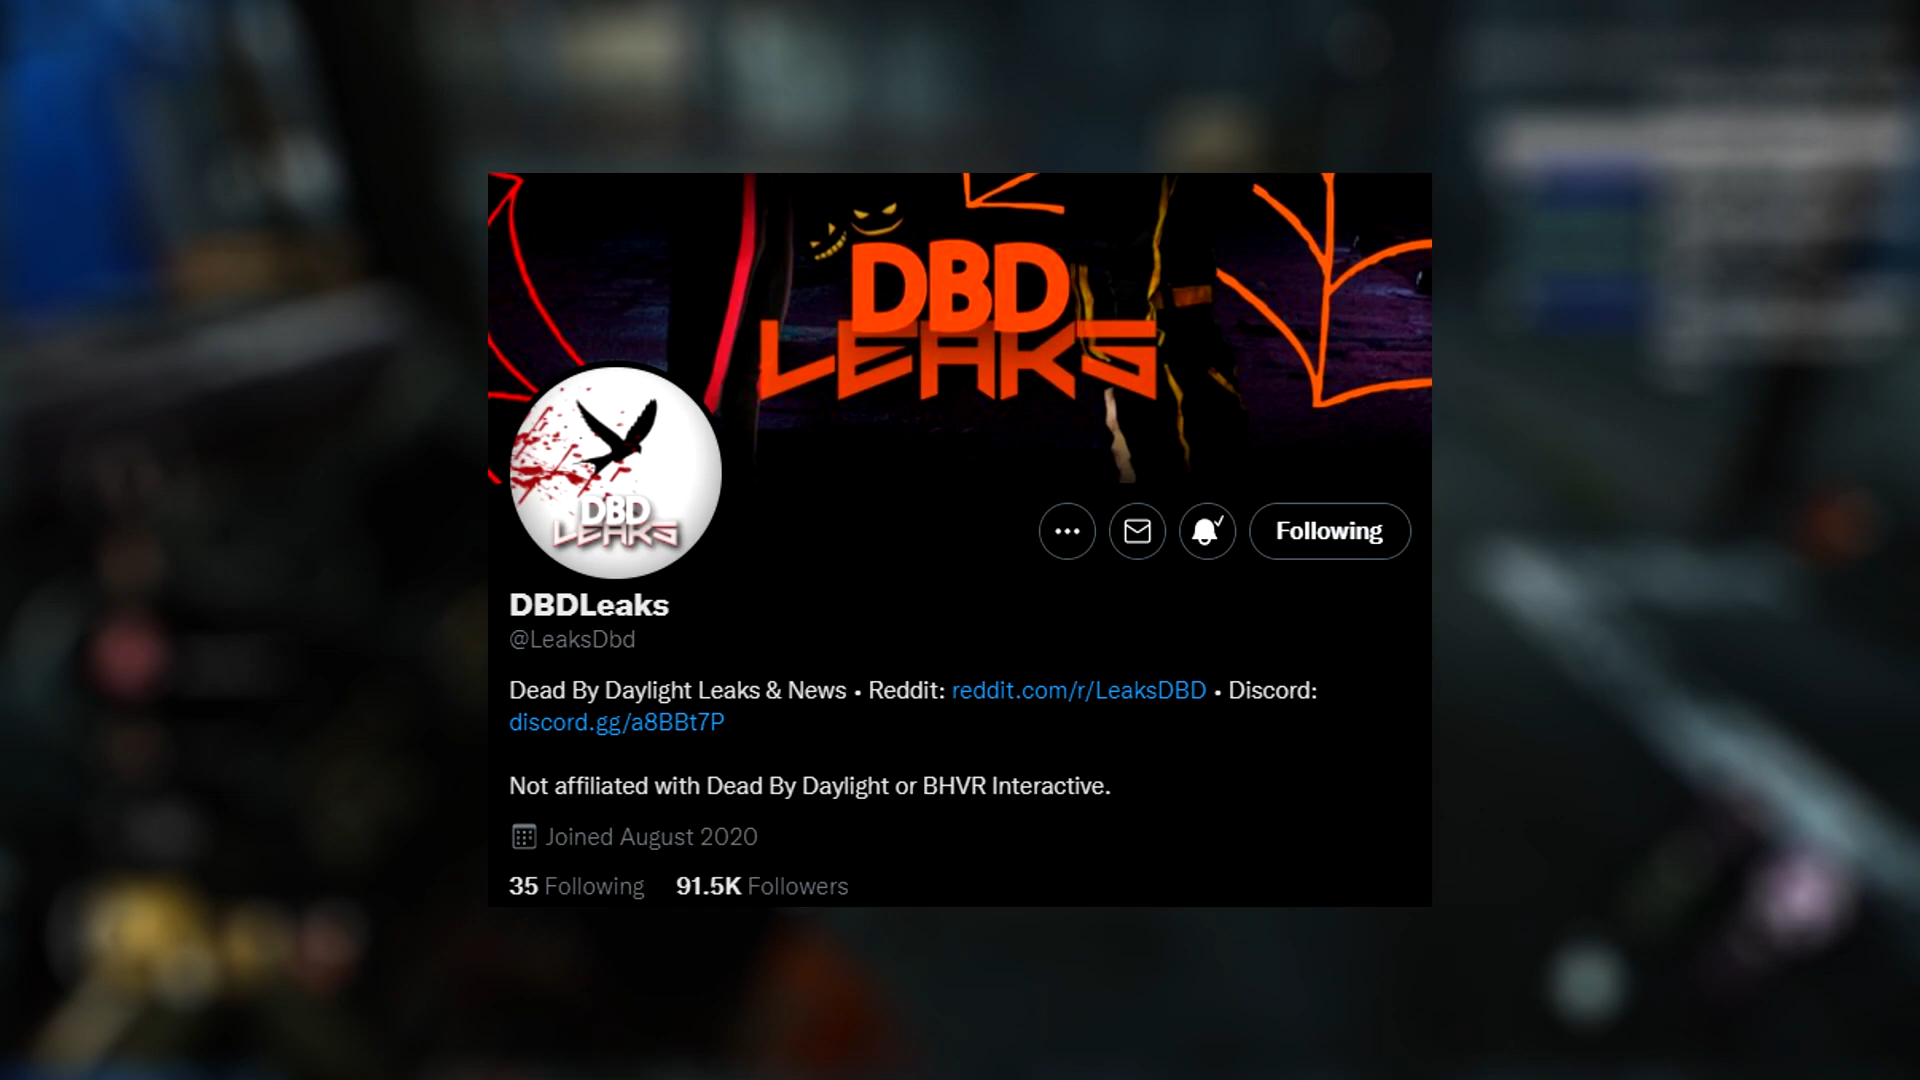 DBD
LEAKS
DBD
LEAKS
Following
DBDLeaks
@LeaksDbd
Dead By Daylight Leaks & News • Reddit: reddit.com/r/LeaksDBD • Discord:
discord.gg/a8BBt7P
Not affiliated with Dead By Daylight or BHVR Interactive.
Joined August 2020
35 Following 91.5K Followers